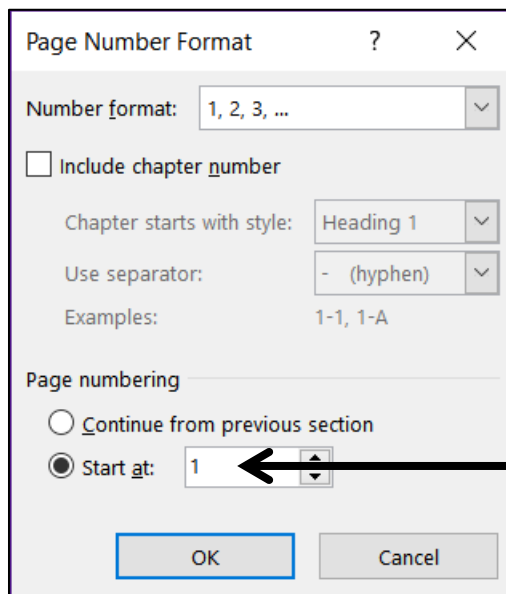 Page Number Format ?
Number format: 1, 2, 3, ...
Include chapter number
Chapter starts with style: Heading 1
Use separator: - (hyphen)
Examples: 1-1, 1-A
Page numbering
Continue from previous section
Start at: 1
OK Cancel